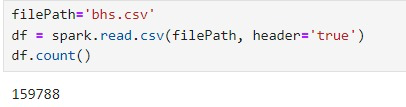 filePath='bhs.csv'
df = spark.read.csv(filePath, header='true')
df.count()
159788